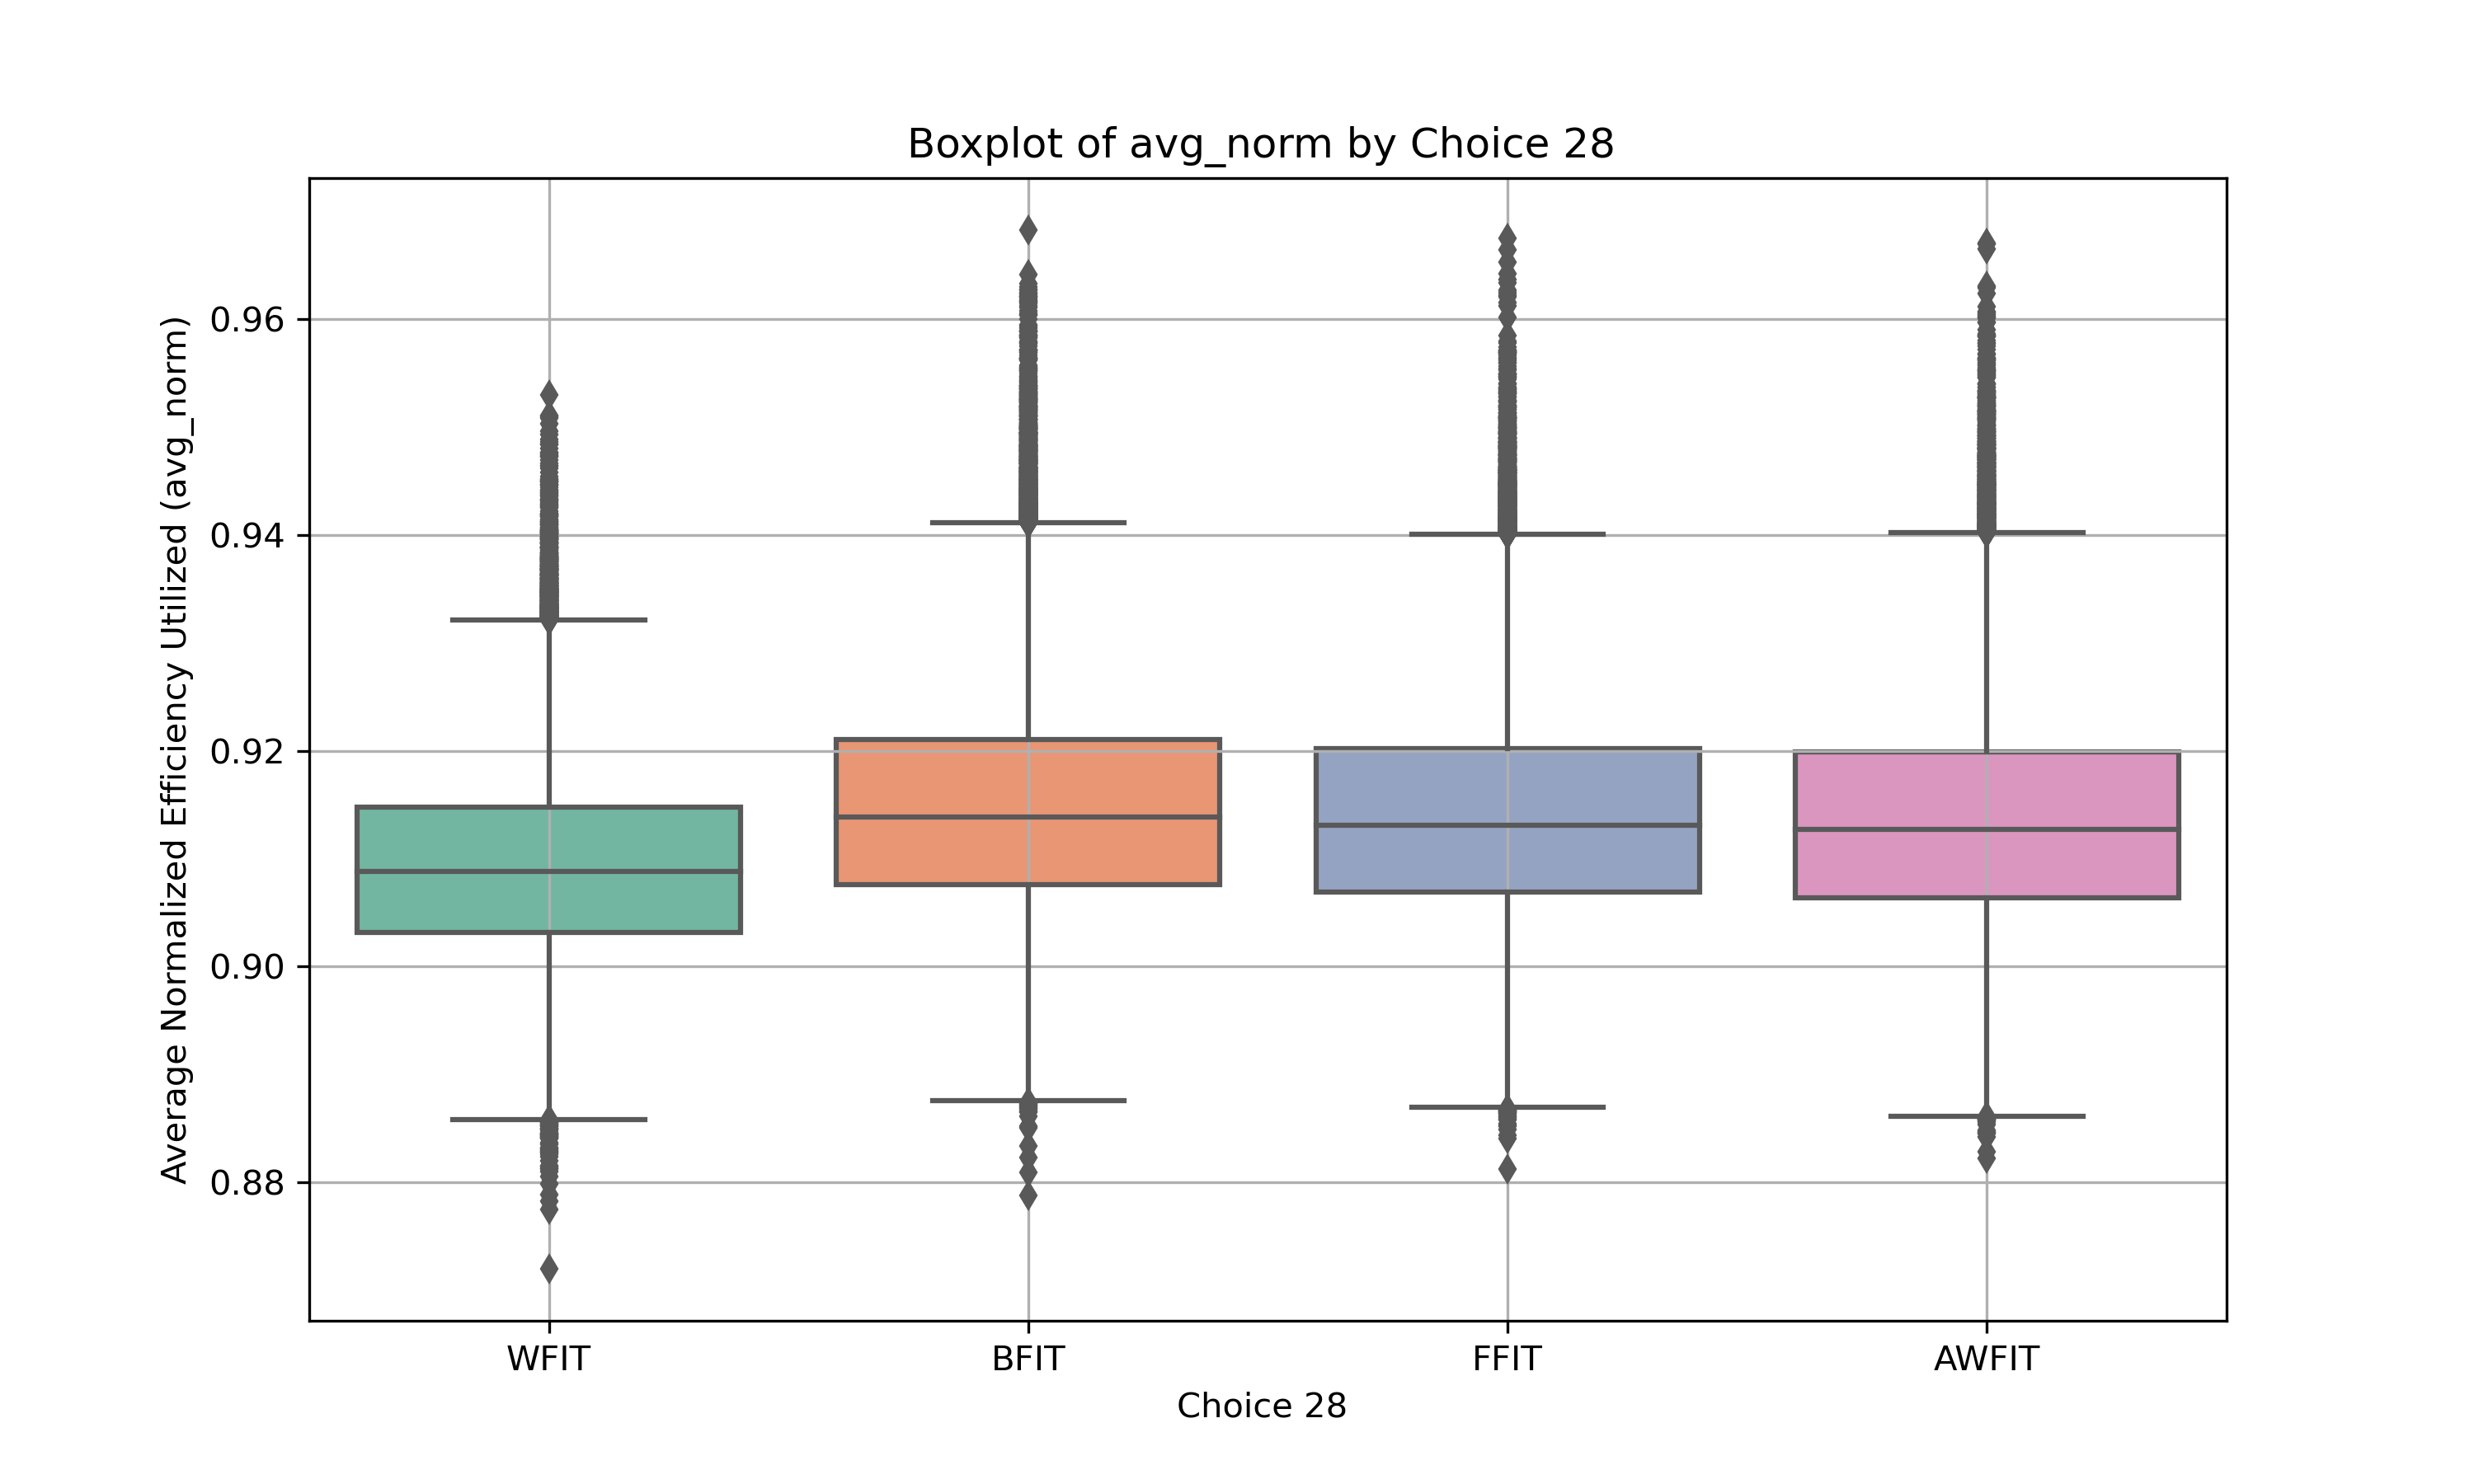 Boxplot of avg_norm by Choice 28
Average Normalized Efficiency Utilized (avg_norm)
0.96
0.94
0.92
0.90
0.88
WFIT BFIT FFIT AWFIT
Choice 28